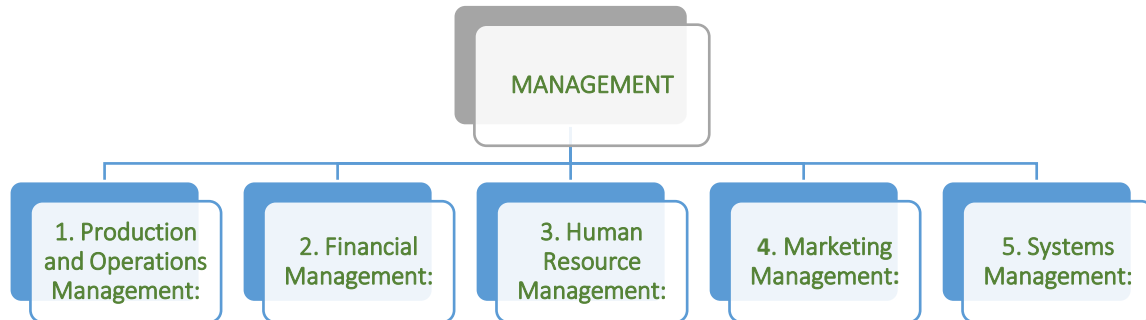 MANAGEMENT
1. Production
and Operations
Management:
2. Financial
Management:
3. Human
Resource
Management:
4. Marketing
Management:
5. Systems
Management: